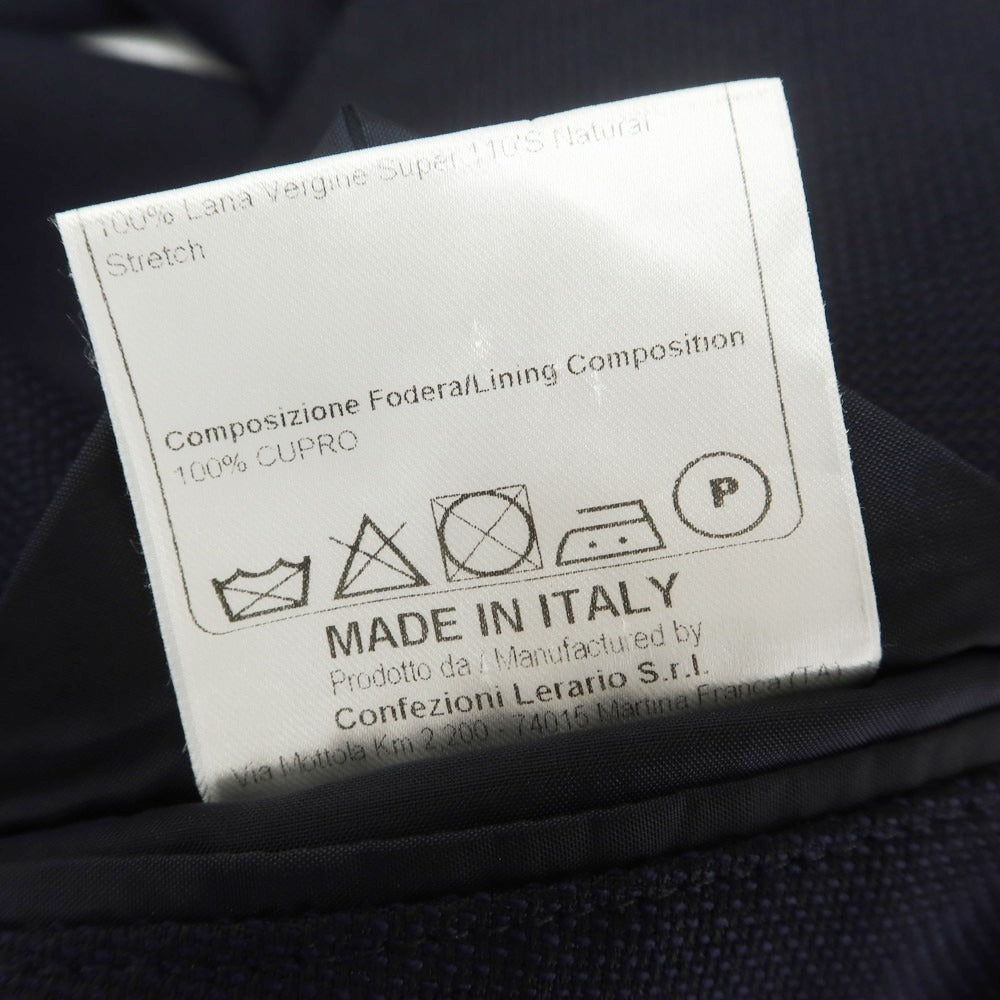 100% Lana Vergine Super 110'S Natural
Stretch
Composizione Fodera/Lining Composition
100% CUPRO
P
MADE IN ITALY
Prodotto da / Manufactured by
Confezioni Lerario S.r.l.
Via Mottola Km 2,200 - 74015 Martina Franca (TA)